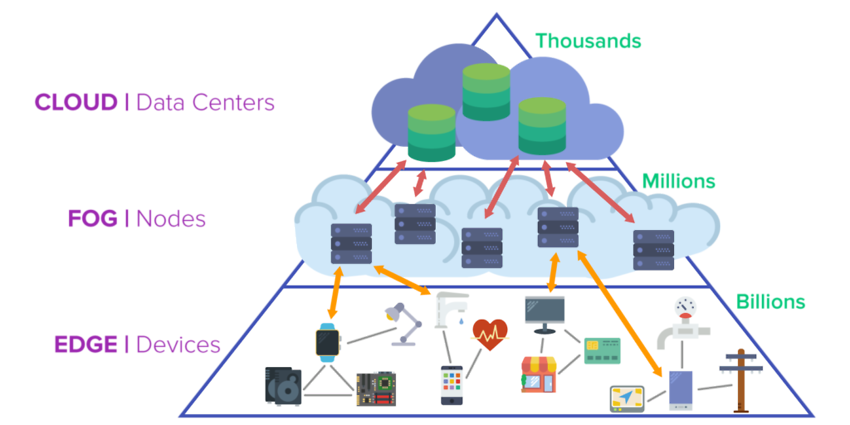 Thousands
CLOUD | Data Centers
Millions
FOG | Nodes
Billions
EDGE | Devices